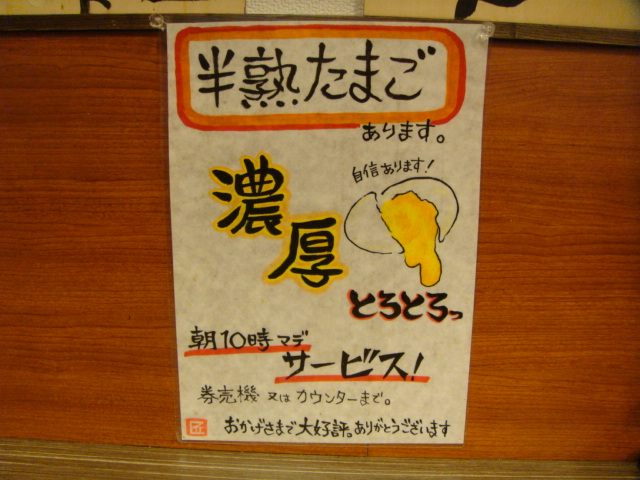 半熟たまご
あります。
自信あります!
濃厚
とろとろっ
朝10時マデ
サービス!
券売機 又は カウンターまで。
匠 おかげさまで大好評。ありがとうございます